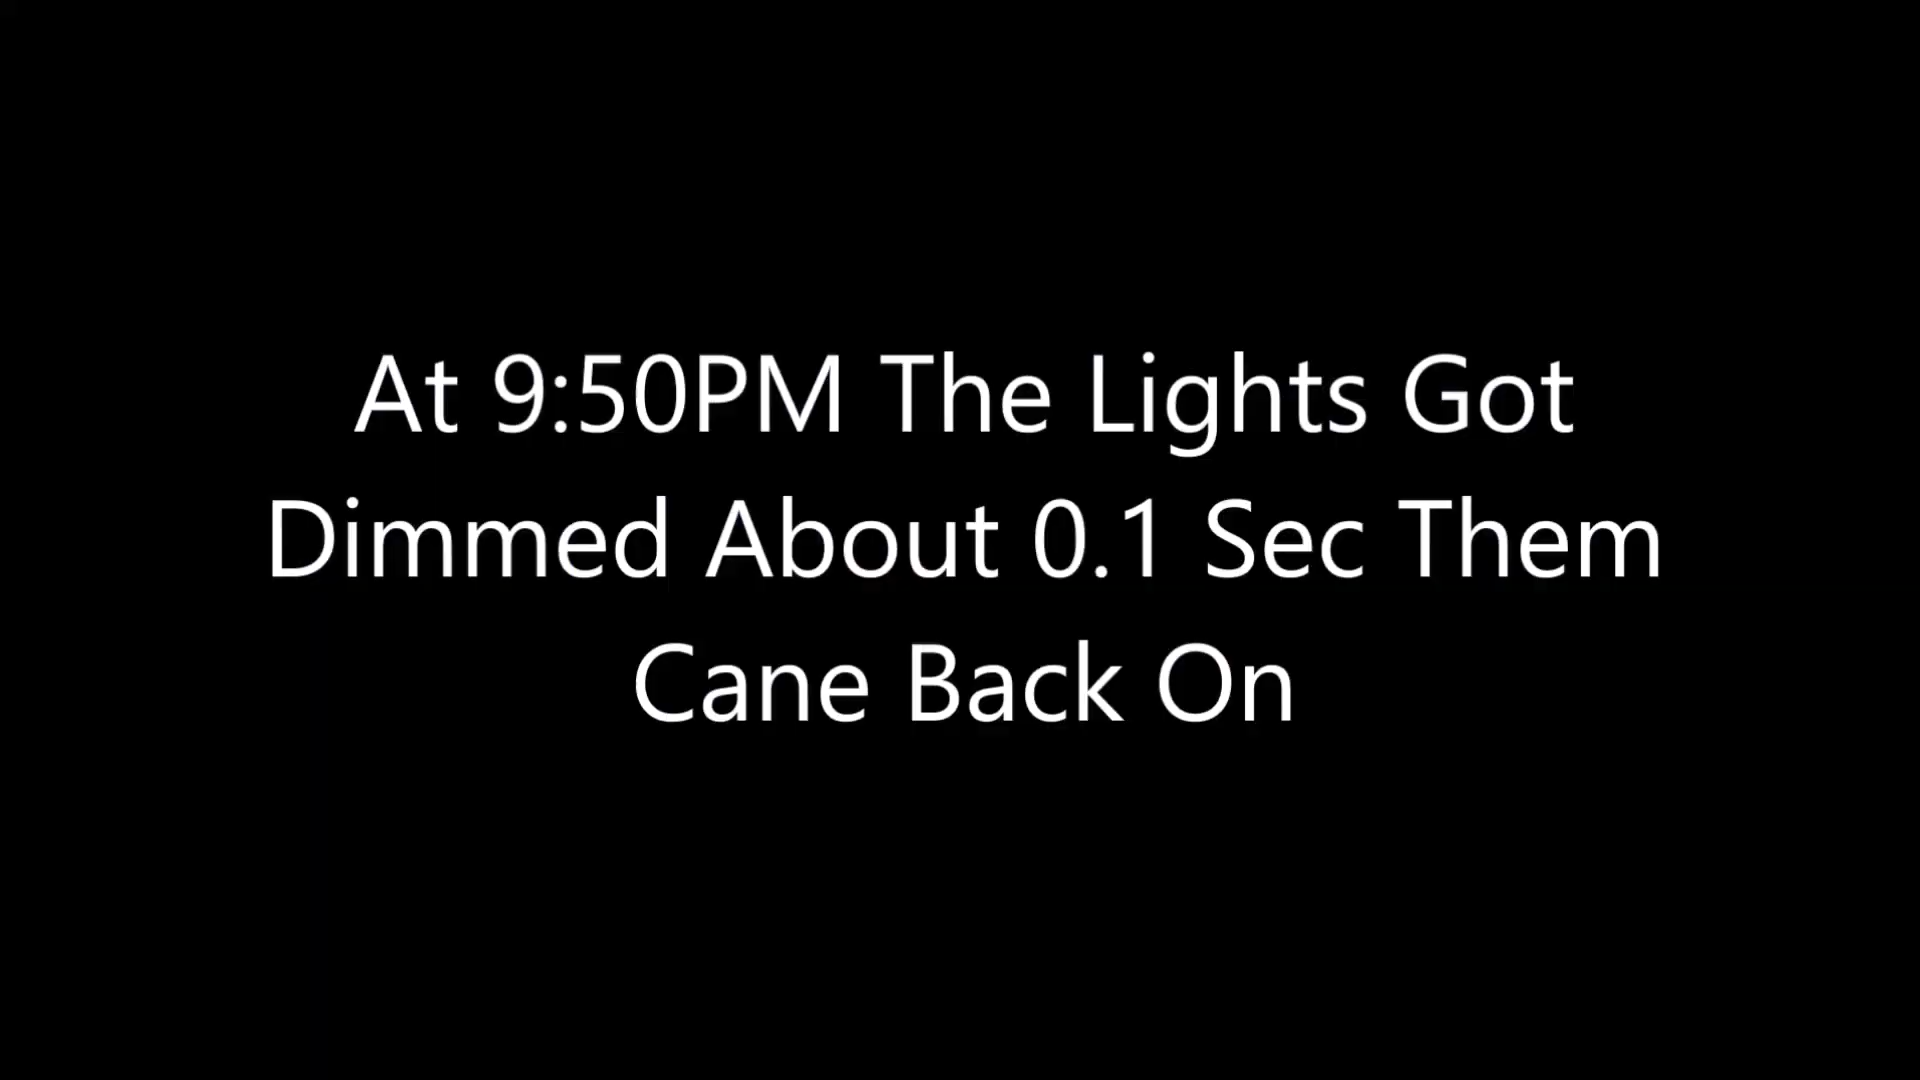 At 9:50PM The Lights Got
Dimmed About 0.1 Sec Them
Cane Back On